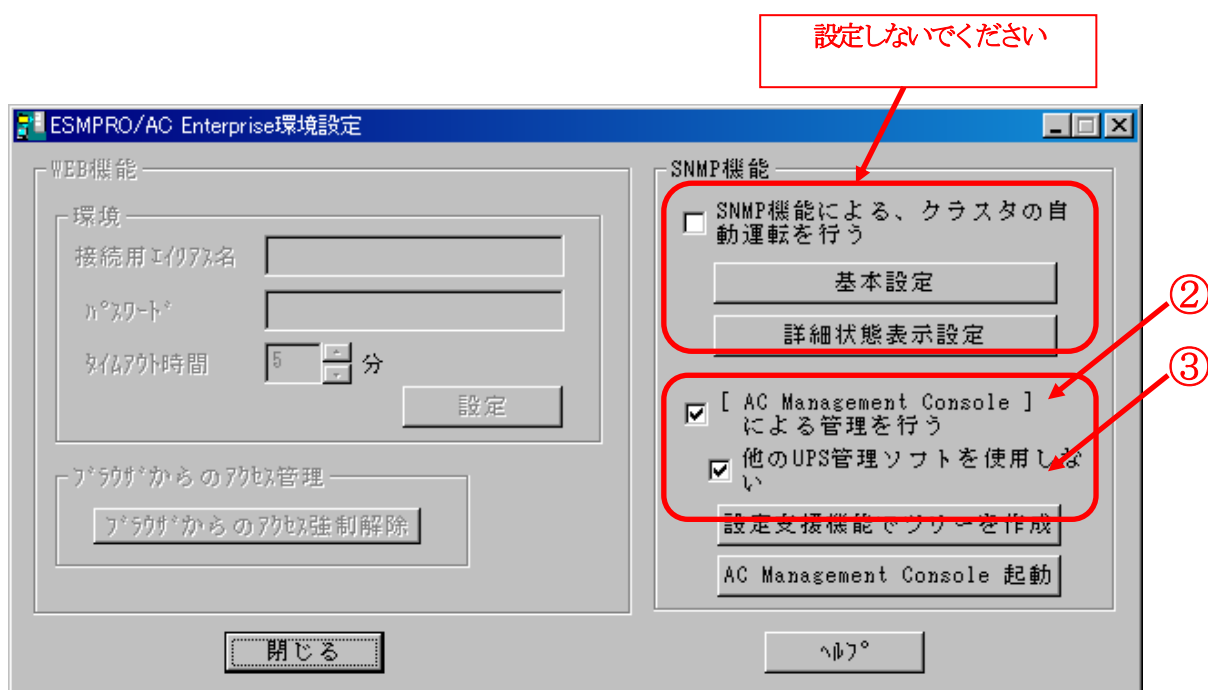 設定しないでください
ESMPRO/AC Enterprise環境設定
WEB機能
環境
接続用ｴｲﾘｱｽ名
ﾊﾟｽﾜｰﾄﾞ
ﾀｲﾑｱｳﾄ時間
5
分
設定
ﾌﾞﾗｳｻﾞからのｱｸｾｽ管理
ﾌﾞﾗｳｻﾞからのｱｸｾｽ強制解除
SNMP機能
SNMP機能による、クラスタの自
動運転を行う
基本設定
詳細状態表示設定
②
③
[ AC Management Console ]
による管理を行う
他のUPS管理ソフトを使用しな
い
設定支援機能でツリーを作成
AC Management Console 起動
閉じる
ﾍﾙﾌﾟ